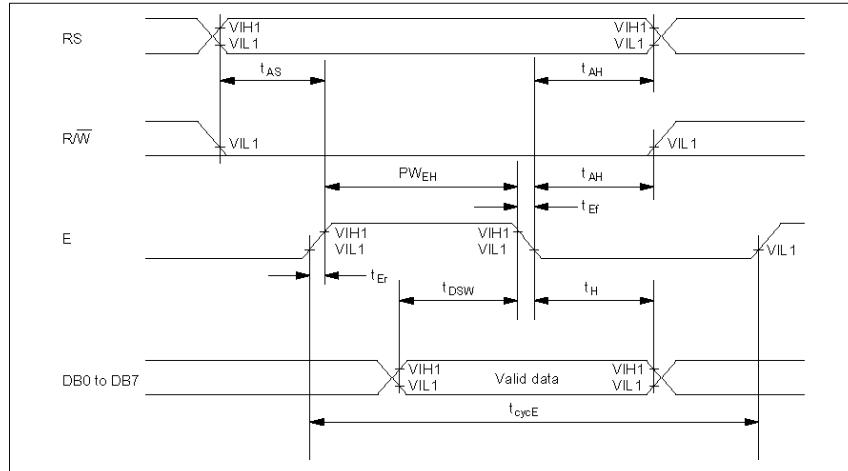 RS
VIH1
VIL1
VIH1
VIL1
tAS
tAH
R/W̅
VIL1
VIL1
PWEH
tAH
tEf
E
VIH1
VIL1
VIH1
VIL1
VIL1
tEr
tDSW
tH
DB0 to DB7
VIH1
VIL1
Valid data
VIH1
VIL1
tcycE